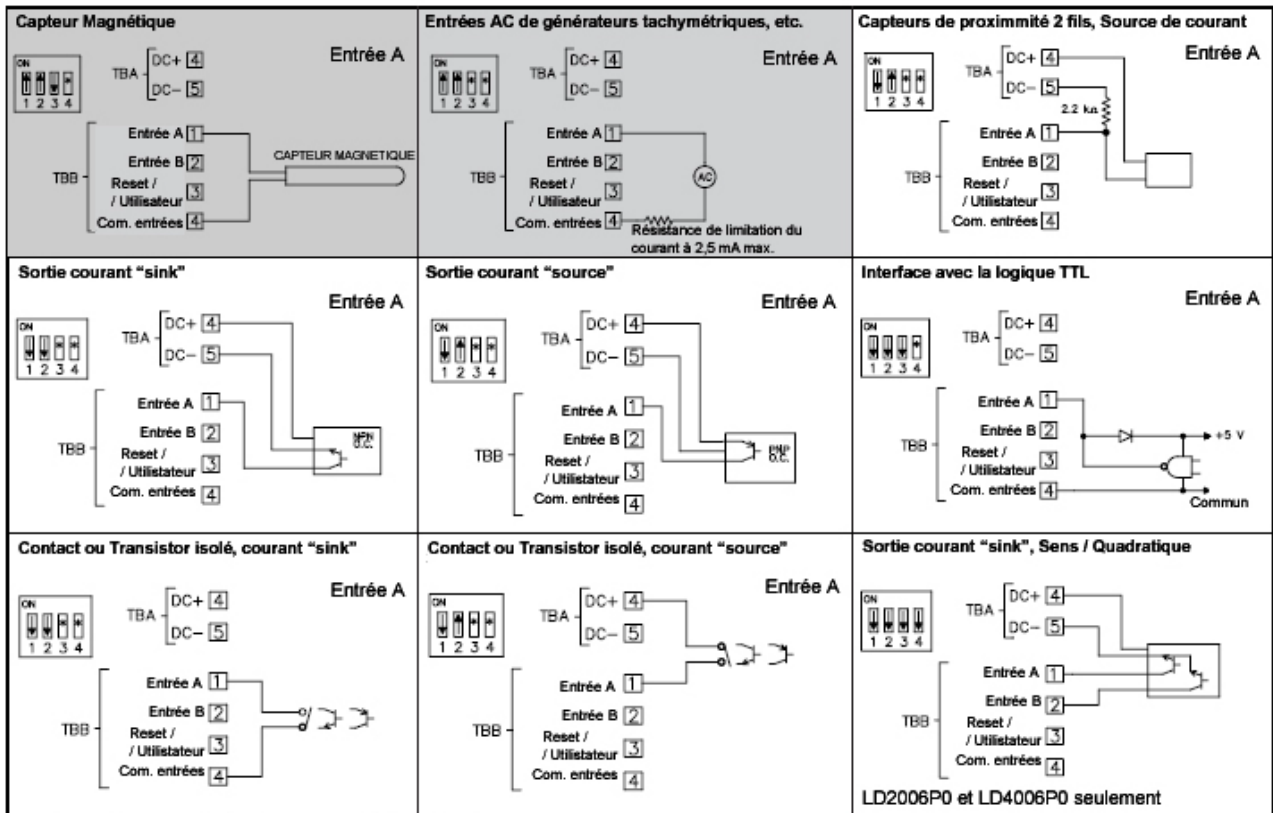 Capteur Magnétique
Entrée A
ON
1 2 3 4
TBA
DC+ 4
DC- 5
TBB
Entrée A 1
Entrée B 2
Reset /
/ Utilisateur 3
Com. entrées 4
CAPTEUR MAGNETIQUE
Entrées AC de générateurs tachymétriques, etc.
Entrée A
ON
1 2 3 4
TBA
DC+ 4
DC- 5
TBB
Entrée A 1
Entrée B 2
Reset /
/ Utilisateur 3
Com. entrées 4
AC
Résistance de limitation du
courant à 2,5 mA max.
Capteurs de proximmité 2 fils, Source de courant
Entrée A
ON
* *
1 2 3 4
TBA
DC+ 4
DC- 5
2.2 kΩ
TBB
Entrée A 1
Entrée B 2
Reset /
/ Utilistateur 3
Com. entrées 4
Sortie courant “sink”
Entrée A
ON
* *
1 2 3 4
TBA
DC+ 4
DC- 5
TBB
Entrée A 1
Entrée B 2
Reset /
/ Utilistateur 3
Com. entrées 4
NPN
O.C.
Sortie courant “source”
Entrée A
ON
* *
1 2 3 4
TBA
DC+ 4
DC- 5
TBB
Entrée A 1
Entrée B 2
Reset /
/ Utilistateur 3
Com. entrées 4
PNP
O.C.
Interface avec la logique TTL
Entrée A
ON
*
1 2 3 4
TBA
DC+ 4
DC- 5
TBB
Entrée A 1
Entrée B 2
Reset /
/ Utilistateur 3
Com. entrées 4
+5 V
Commun
Contact ou Transistor isolé, courant “sink”
Entrée A
ON
* *
1 2 3 4
TBA
DC+ 4
DC- 5
TBB
Entrée A 1
Entrée B 2
Reset /
/ Utilistateur 3
Com. entrées 4
Contact ou Transistor isolé, courant “source”
Entrée A
ON
* *
1 2 3 4
TBA
DC+ 4
DC- 5
TBB
Entrée A 1
Entrée B 2
Reset /
/ Utilistateur 3
Com. entrées 4
Sortie courant “sink”, Sens / Quadratique
ON
1 2 3 4
TBA
DC+ 4
DC- 5
TBB
Entrée A 1
Entrée B 2
Reset /
/ Utilistateur 3
Com. entrées 4
LD2006P0 et LD4006P0 seulement